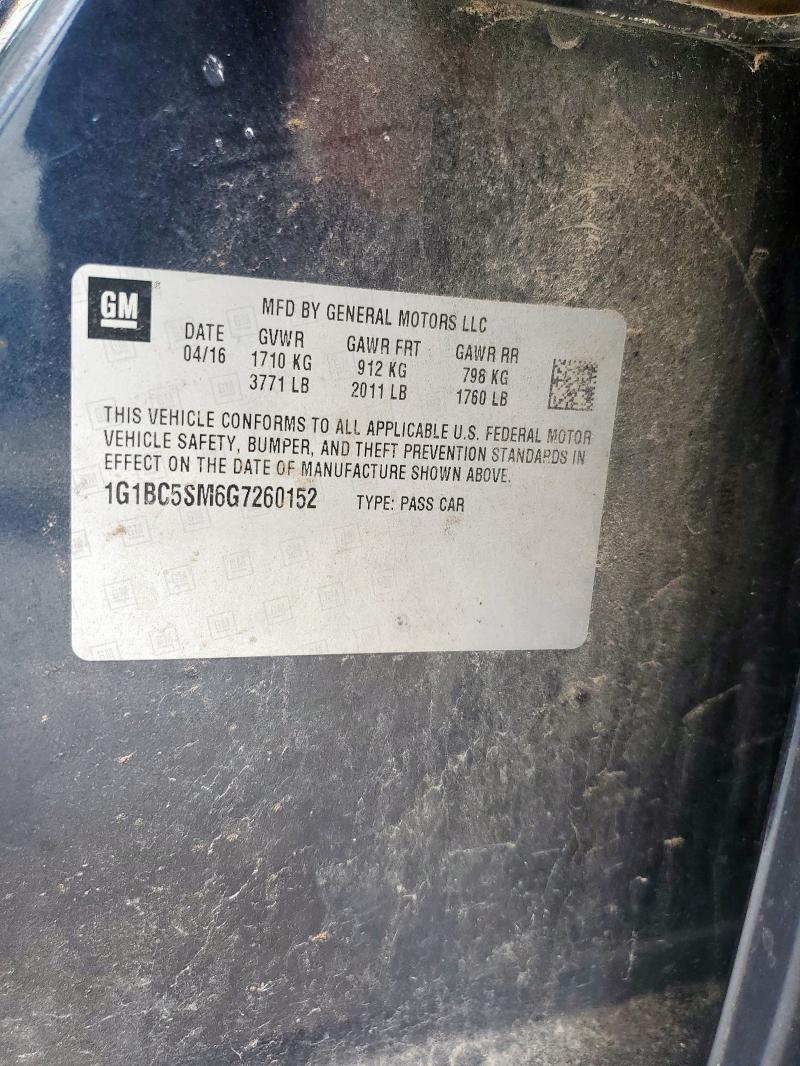 GM
MFD BY GENERAL MOTORS LLC
DATE GVWR GAWR FRT GAWR RR
04/16 1710 KG 912 KG 798 KG
3771 LB 2011 LB 1760 LB
THIS VEHICLE CONFORMS TO ALL APPLICABLE U.S. FEDERAL MOTOR
VEHICLE SAFETY, BUMPER, AND THEFT PREVENTION STANDARDS IN
EFFECT ON THE DATE OF MANUFACTURE SHOWN ABOVE.
1G1BC5SM6G7260152 TYPE: PASS CAR